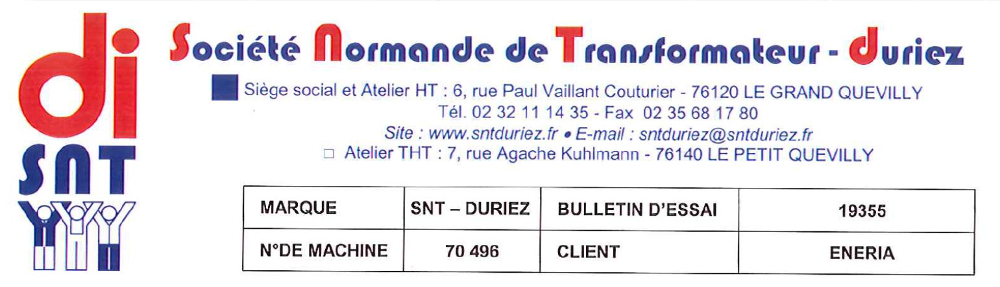 di
SNT
Société Normande de Transformateur - duriez
Siège social et Atelier HT : 6, rue Paul Vaillant Couturier - 76120 LE GRAND QUEVILLY
Tél. 02 32 11 14 35 - Fax 02 35 68 17 80
Site : www.sntduriez.fr • E-mail : sntduriez@sntduriez.fr
□ Atelier THT : 7, rue Agache Kuhlmann - 76140 LE PETIT QUEVILLY
MARQUE SNT – DURIEZ BULLETIN D'ESSAI 19355
N°DE MACHINE 70 496 CLIENT ENERIA